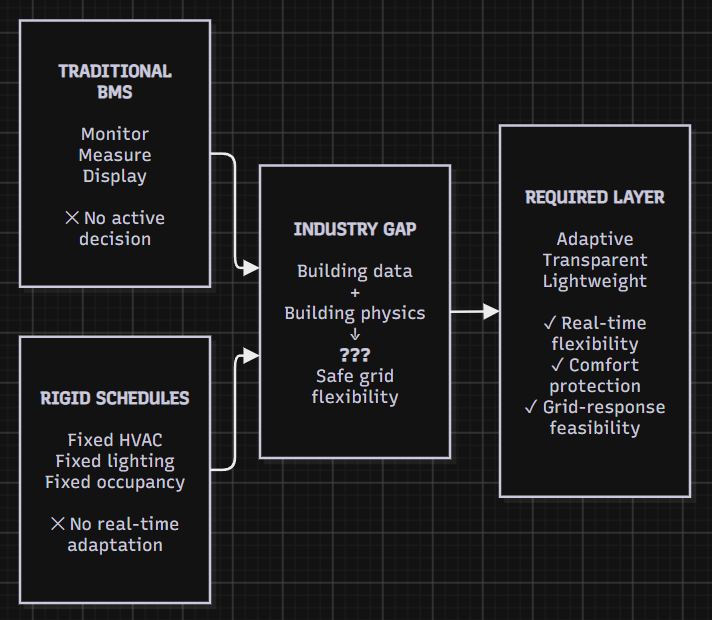 TRADITIONAL
BMS
Monitor
Measure
Display
✕ No active
decision
RIGID SCHEDULES
Fixed HVAC
Fixed lighting
Fixed occupancy
✕ No real-time
adaptation
INDUSTRY GAP
Building data
+
Building physics
↓
???
Safe grid
flexibility
REQUIRED LAYER
Adaptive
Transparent
Lightweight
✓ Real-time
flexibility
✓ Comfort
protection
✓ Grid-response
feasibility